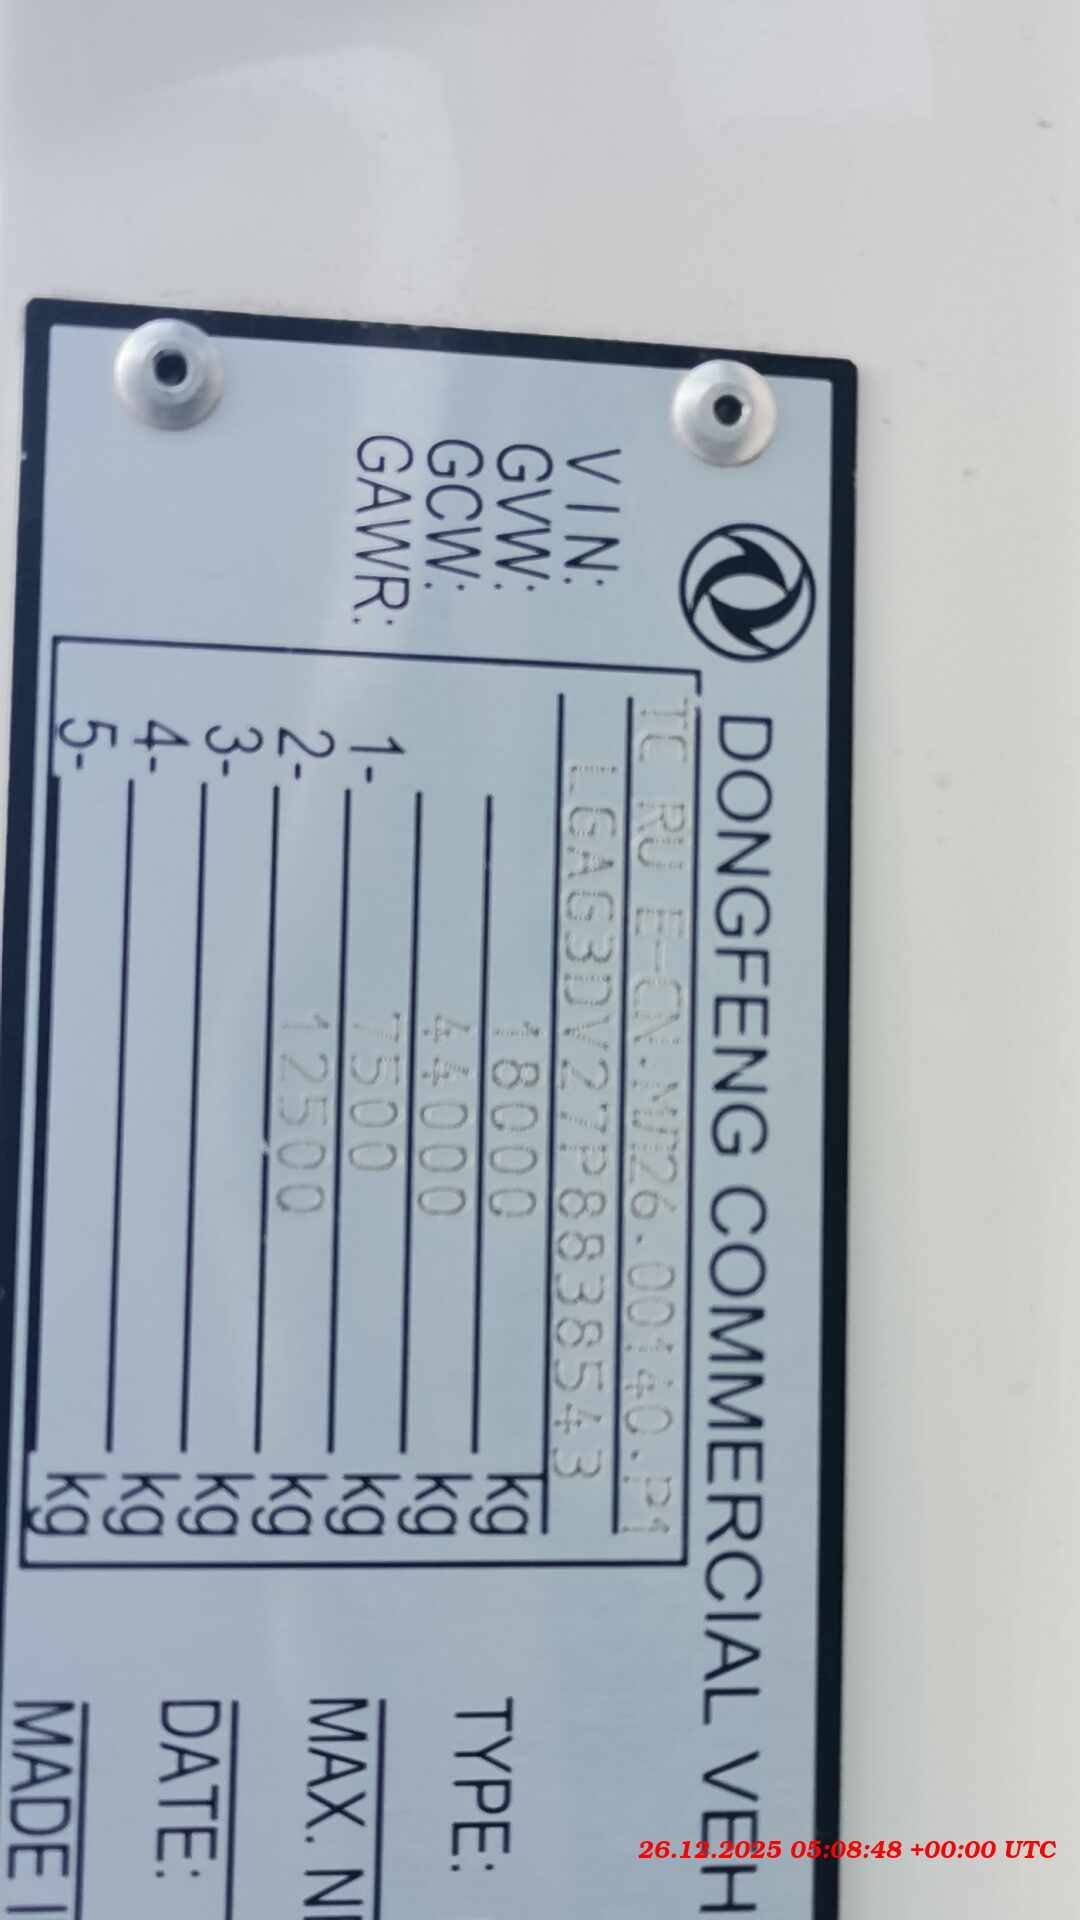 DONGFENG COMMERCIAL VEH
TC RU E-CN.MT26.00140.P1
VIN: LGAG3DV27P8838543
GVW: 18000 kg
GCW: 44000 kg
GAWR: 1- 7500 kg
2- 12500 kg
3- kg
4- kg
5- kg
TYPE:
MAX.
DATE:
MADE
26.12.2025 05:08:48 +00:00 UTC